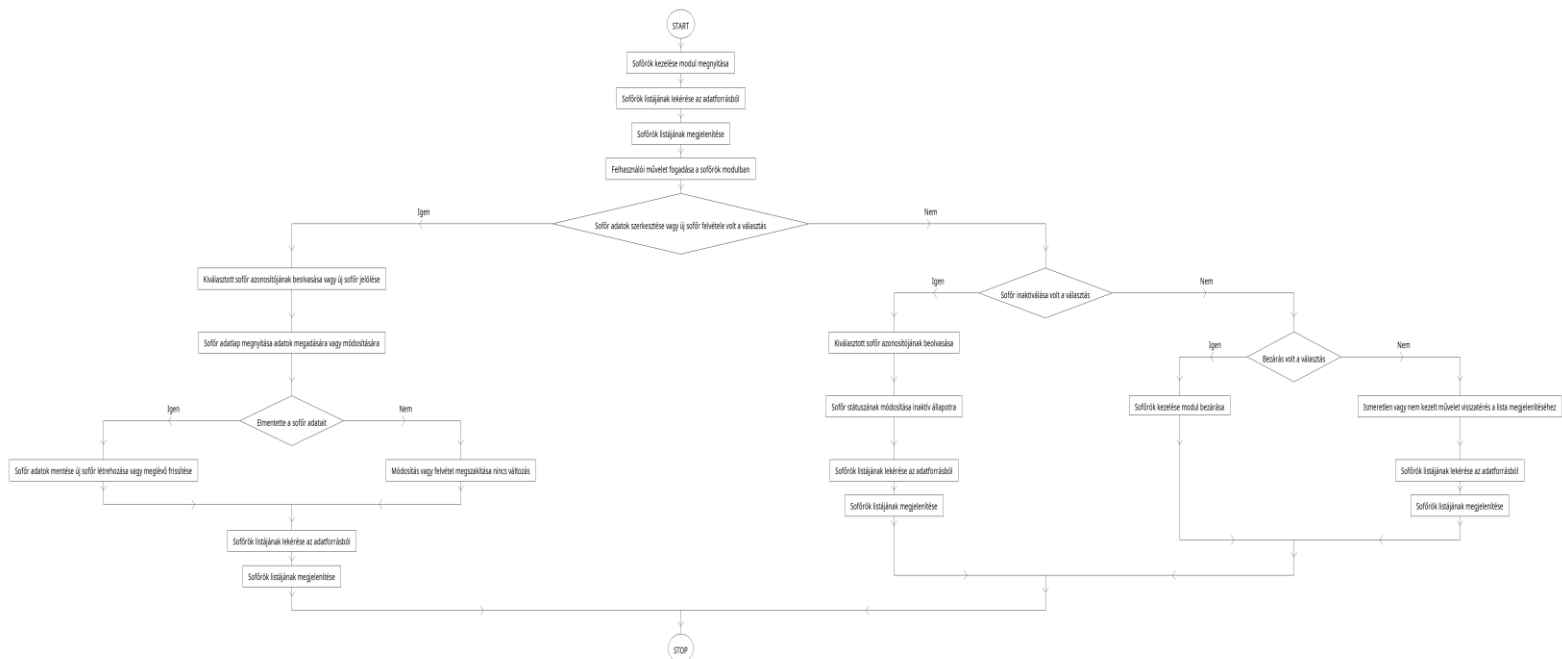 START
Sofőrök kezelése modul megnyitása
Sofőrök listájának lekérése az adatforrásból
Sofőrök listájának megjelenítése
Felhasználói művelet fogadása a sofőrök modulban
Sofőr adatok szerkesztése vagy új sofőr felvétele volt a választás
Igen
Nem
Kiválasztott sofőr azonosítójának beolvasása vagy új sofőr jelölése
Sofőr adatlap megnyitása adatok megadására vagy módosítására
Elmentette a sofőr adatait
Igen
Nem
Sofőr adatok mentése új sofőr létrehozása vagy meglévő frissítése
Módosítás vagy felvétel megszakítása nincs változás
Sofőrök listájának lekérése az adatforrásból
Sofőrök listájának megjelenítése
Sofőr inaktiválása volt a választás
Igen
Nem
Kiválasztott sofőr azonosítójának beolvasása
Sofőr státuszának módosítása inaktív állapotra
Sofőrök listájának lekérése az adatforrásból
Sofőrök listájának megjelenítése
Bezárás volt a választás
Igen
Nem
Sofőrök kezelése modul bezárása
Ismeretlen vagy nem kezelt művelet visszatérés a lista megjelenítéséhez
Sofőrök listájának lekérése az adatforrásból
Sofőrök listájának megjelenítése
STOP